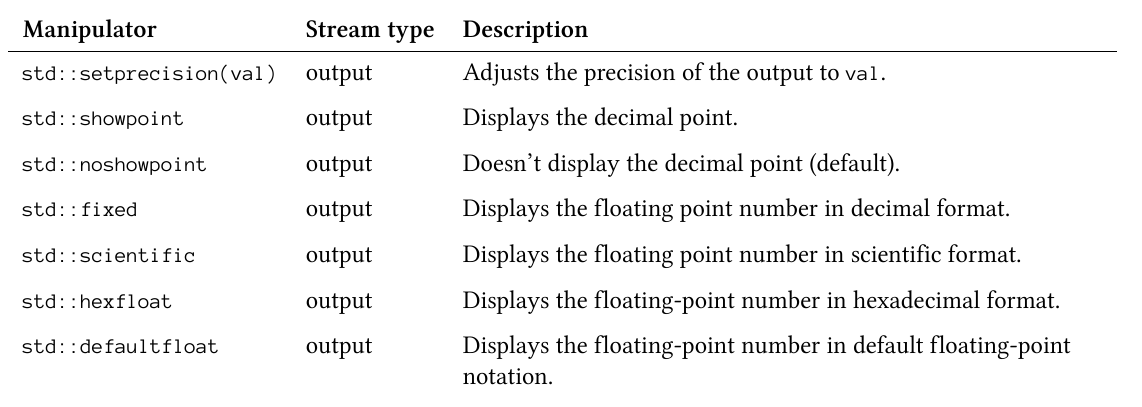 Manipulator Stream type Description
std::setprecision(val) output Adjusts the precision of the output to val.
std::showpoint output Displays the decimal point.
std::noshowpoint output Doesn’t display the decimal point (default).
std::fixed output Displays the floating point number in decimal format.
std::scientific output Displays the floating point number in scientific format.
std::hexfloat output Displays the floating-point number in hexadecimal format.
std::defaultfloat output Displays the floating-point number in default floating-point
notation.